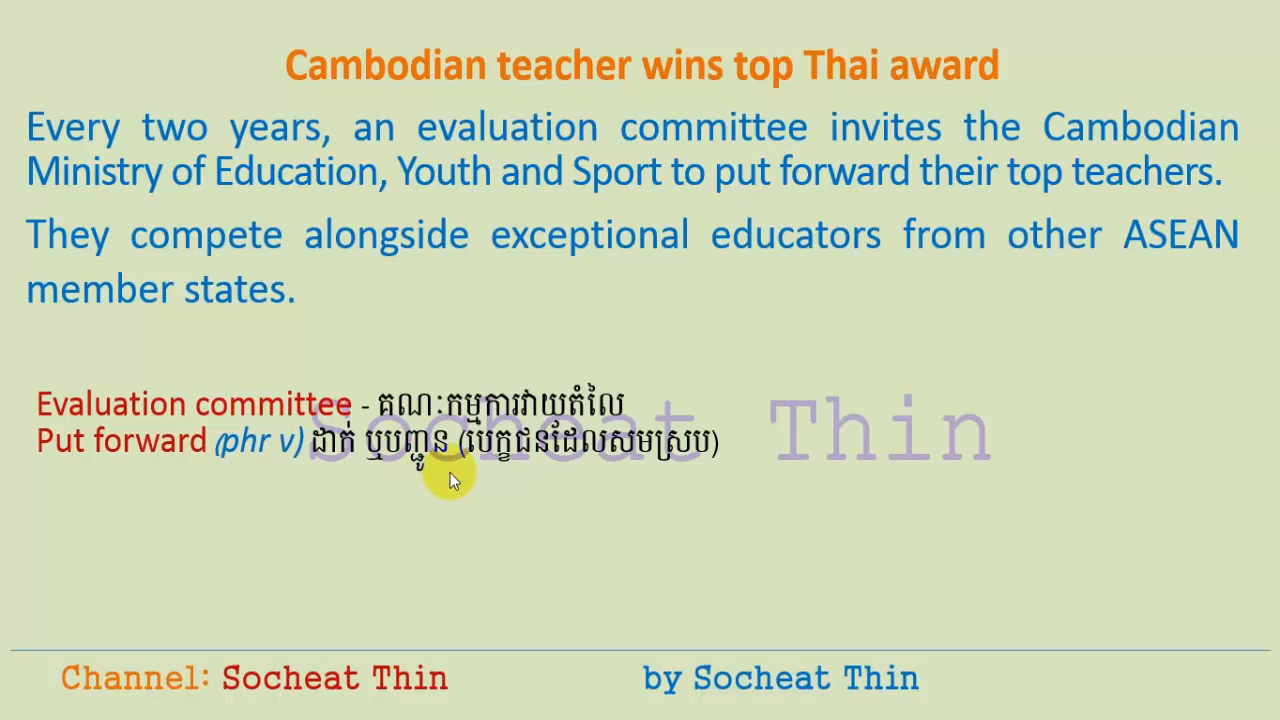 Cambodian teacher wins top Thai award
Every two years, an evaluation committee invites the Cambodian
Ministry of Education, Youth and Sport to put forward their top teachers.
They compete alongside exceptional educators from other ASEAN
member states.
Evaluation committee - គណៈកម្មការវាយតំលៃ
Put forward (phr v) ដាក់ ឬបញ្ជូន (បេក្ខជនដែលសមស្រប)
Socheat Thin
Channel: Socheat Thin
by Socheat Thin